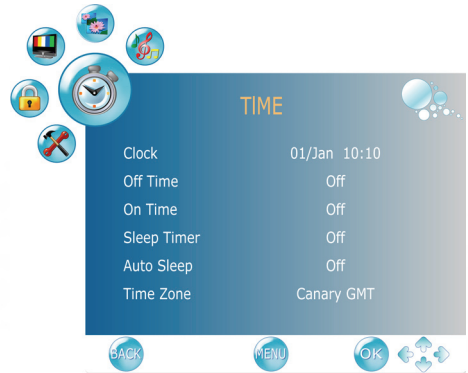 TIME
Clock 01/Jan 10:10
Off Time Off
On Time Off
Sleep Timer Off
Auto Sleep Off
Time Zone Canary GMT
BACK MENU OK